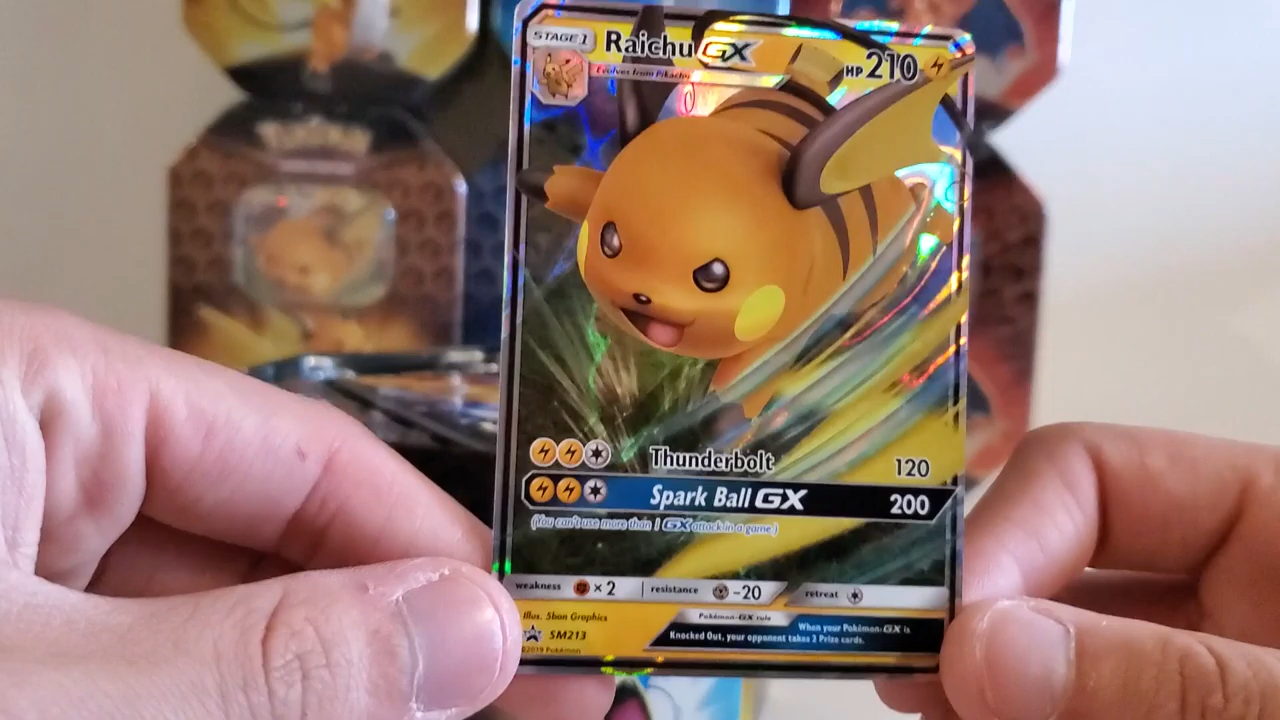 Pokémon
STAGE 1 Raichu GX HP 210
Evolves from Pikachu
Thunderbolt 120
Spark Ball GX 200
(You can't use more than 1 GX attack in a game.)
weakness ×2 resistance -20 retreat
Illus. 5ban Graphics
Pokémon-GX rule
When your Pokémon-GX is
Knocked Out, your opponent takes 2 Prize cards.
SM213
©2019 Pokémon